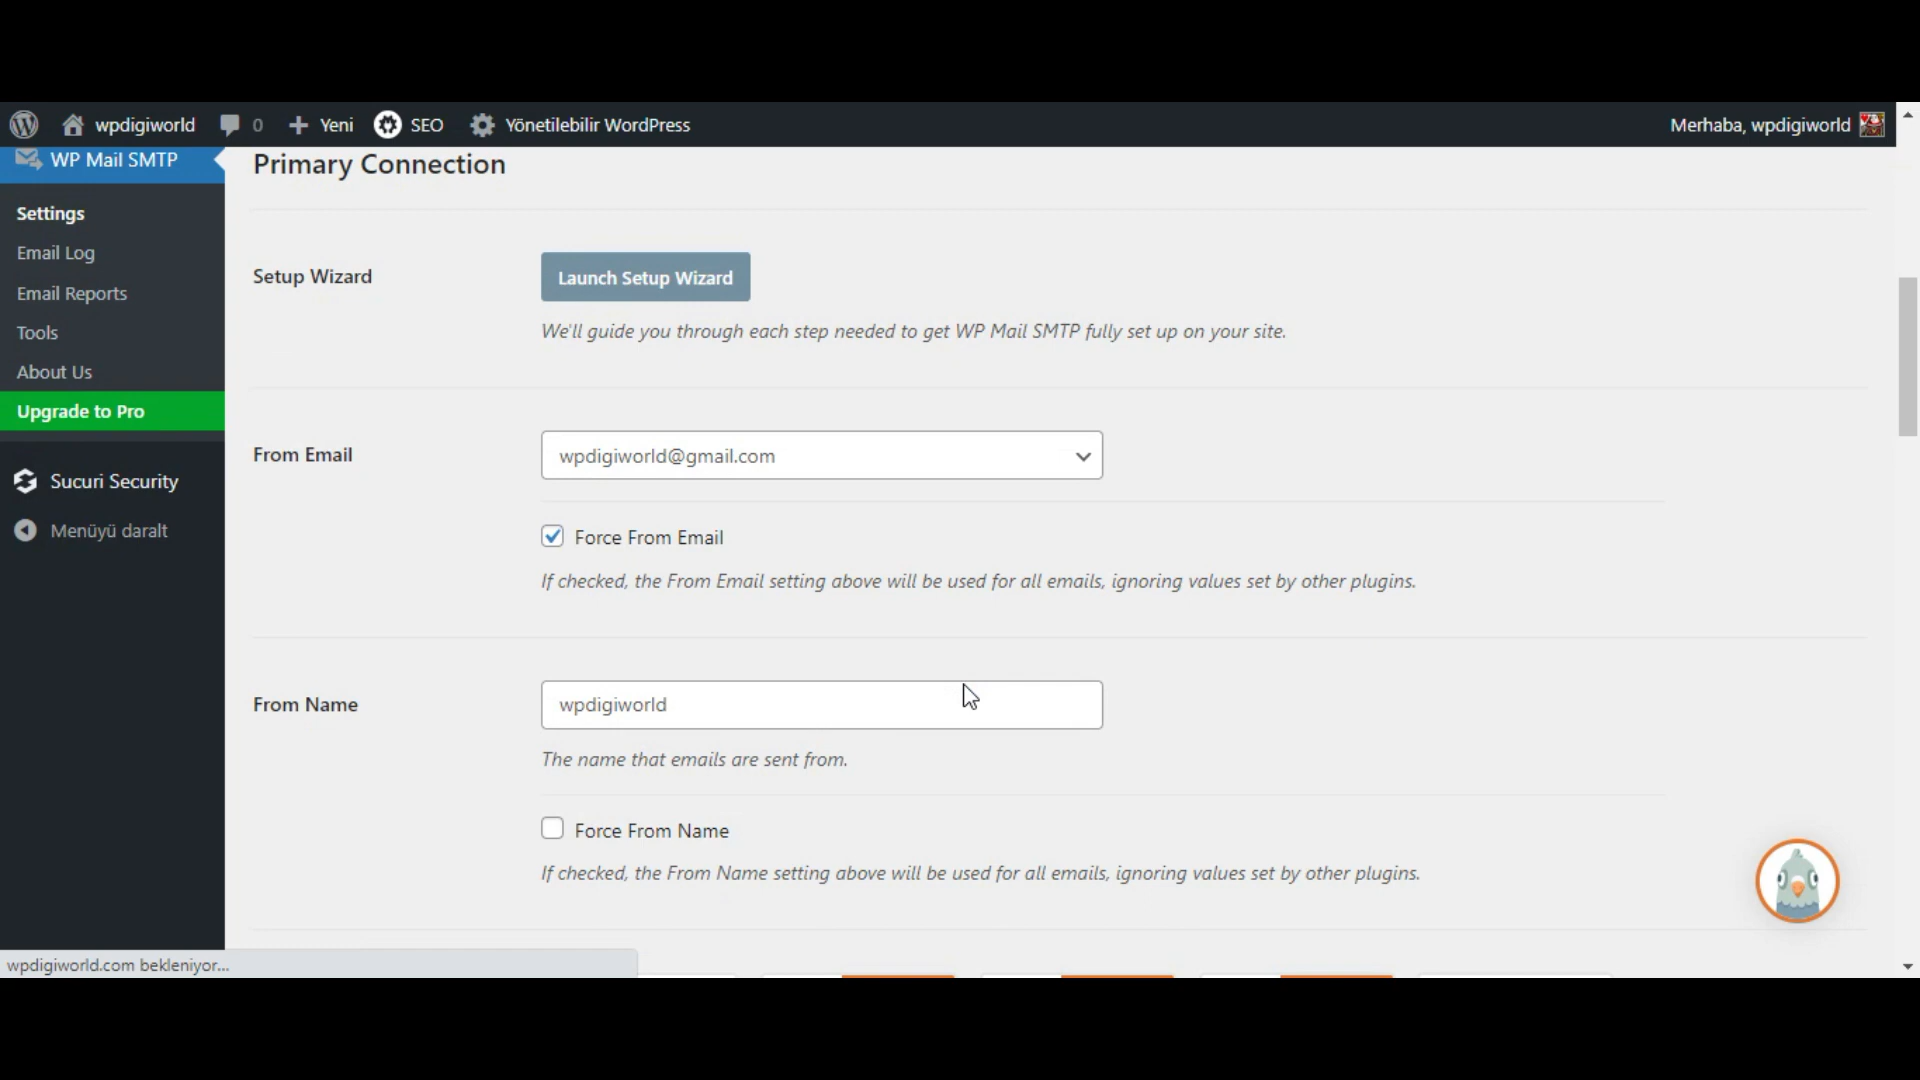 wpdigiworld 0 Yeni SEO Yönetilebilir WordPress Merhaba, wpdigiworld
WP Mail SMTP
Settings
Email Log
Email Reports
Tools
About Us
Upgrade to Pro
Sucuri Security
Menüyü daralt
Primary Connection
Setup Wizard
Launch Setup Wizard
We'll guide you through each step needed to get WP Mail SMTP fully set up on your site.
From Email
wpdigiworld@gmail.com
Force From Email
If checked, the From Email setting above will be used for all emails, ignoring values set by other plugins.
From Name
wpdigiworld
The name that emails are sent from.
Force From Name
If checked, the From Name setting above will be used for all emails, ignoring values set by other plugins.
wpdigiworld.com bekleniyor...